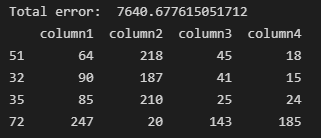 Total error:  7640.677615051712
    column1  column2  column3  column4
51       64      218       45       18
32       90      187       41       15
35       85      210       25       24
72      247       20      143      185